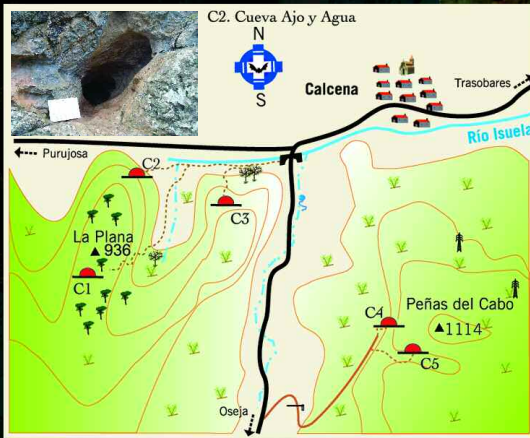 C2. Cueva Ajo y Agua
N
S
Calcena
Trasobares
Río Isuela
Purujosa
C2
C3
La Plana
936
C1
Peñas del Cabo
C4
1114
C5
Oseja